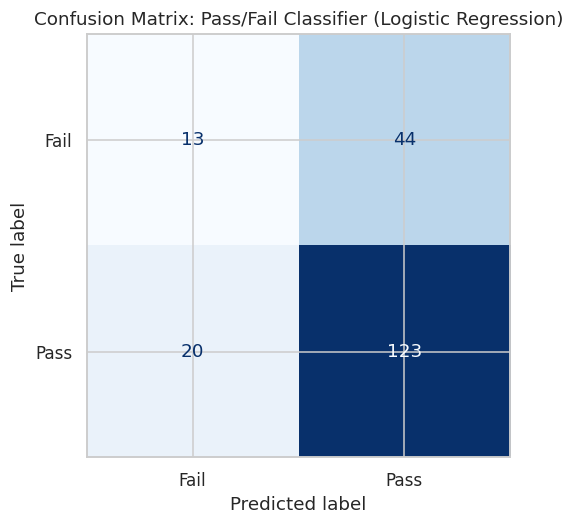 Confusion Matrix: Pass/Fail Classifier (Logistic Regression)
True label
Fail
13 44
Pass
20 123
Fail Pass
Predicted label